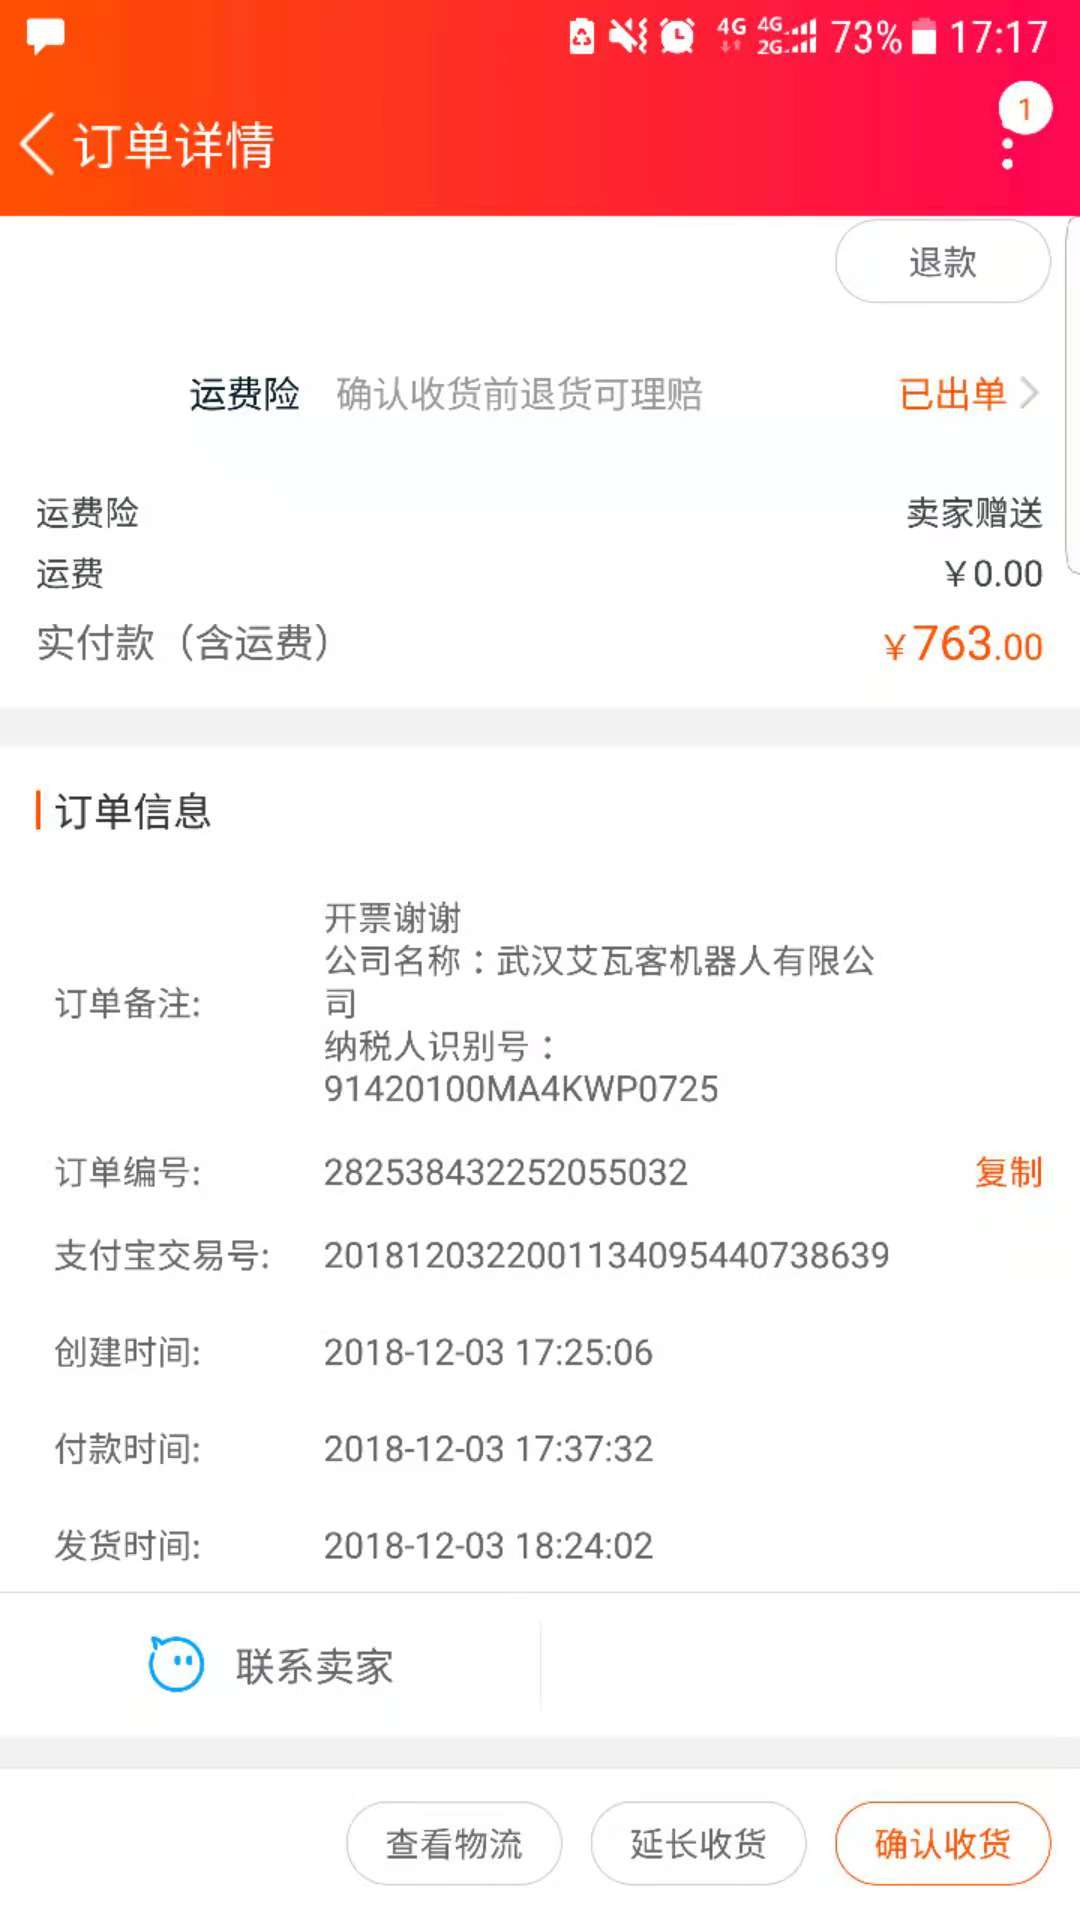 4G 4G 2G 73% 17:17
1
订单详情
退款
运费险 确认收货前退货可理赔 已出单
运费险 卖家赠送
运费 ￥0.00
实付款（含运费） ￥763.00
订单信息
订单备注:
开票谢谢
公司名称：武汉艾瓦客机器人有限公
司
纳税人识别号：
91420100MA4KWP0725
订单编号: 282538432252055032 复制
支付宝交易号: 2018120322001134095440738639
创建时间: 2018-12-03 17:25:06
付款时间: 2018-12-03 17:37:32
发货时间: 2018-12-03 18:24:02
联系卖家
查看物流 延长收货 确认收货